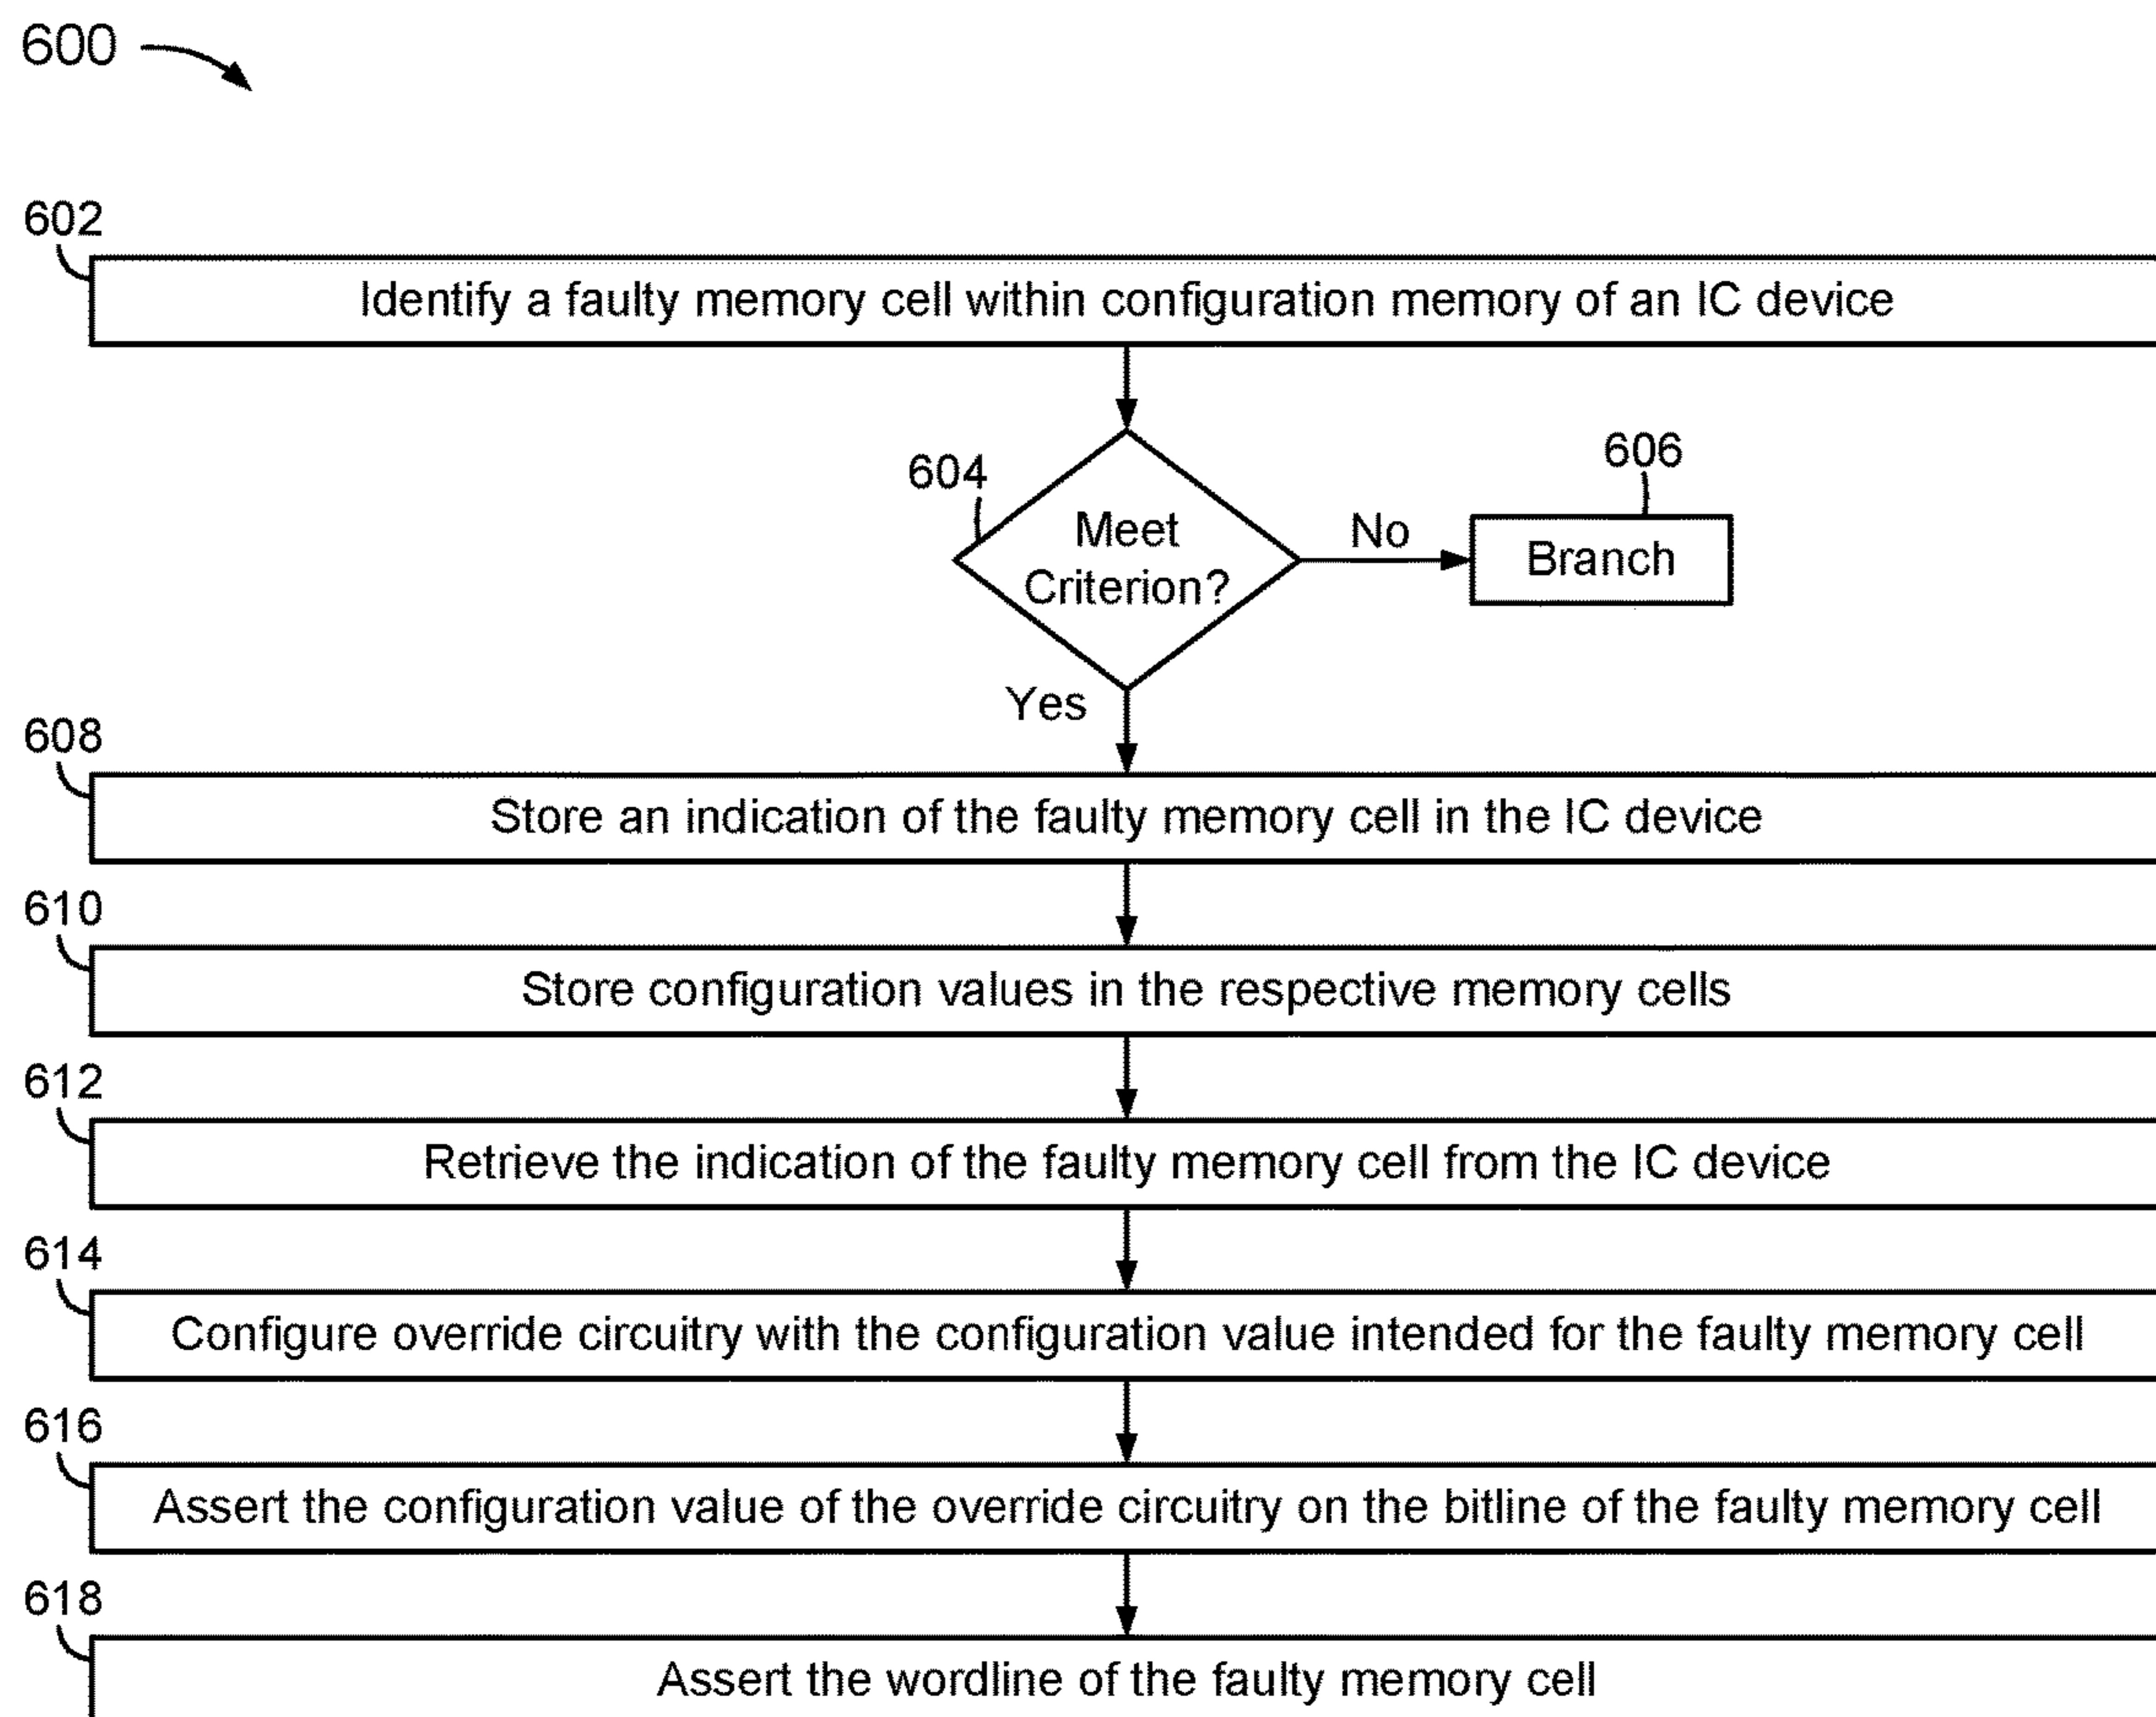 600
602
Identify a faulty memory cell within configuration memory of an IC device
604
606
Meet
Criterion?
No
Branch
Yes
608
Store an indication of the faulty memory cell in the IC device
610
Store configuration values in the respective memory cells
612
Retrieve the indication of the faulty memory cell from the IC device
614
Configure override circuitry with the configuration value intended for the faulty memory cell
616
Assert the configuration value of the override circuitry on the bitline of the faulty memory cell
618
Assert the wordline of the faulty memory cell